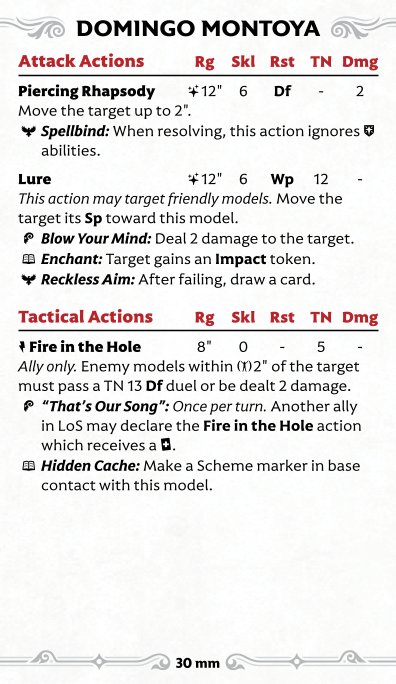 DOMINGO MONTOYA
Attack Actions Rg Skl Rst TN Dmg
Piercing Rhapsody 12" 6 Df - 2
Move the target up to 2".
Spellbind: When resolving, this action ignores
abilities.
Lure 12" 6 Wp 12 -
This action may target friendly models. Move the
target its Sp toward this model.
Blow Your Mind: Deal 2 damage to the target.
Enchant: Target gains an Impact token.
Reckless Aim: After failing, draw a card.
Tactical Actions Rg Skl Rst TN Dmg
Fire in the Hole 8" 0 - 5 -
Ally only. Enemy models within 2" of the target
must pass a TN 13 Df duel or be dealt 2 damage.
“That’s Our Song”: Once per turn. Another ally
in LoS may declare the Fire in the Hole action
which receives a .
Hidden Cache: Make a Scheme marker in base
contact with this model.
30 mm